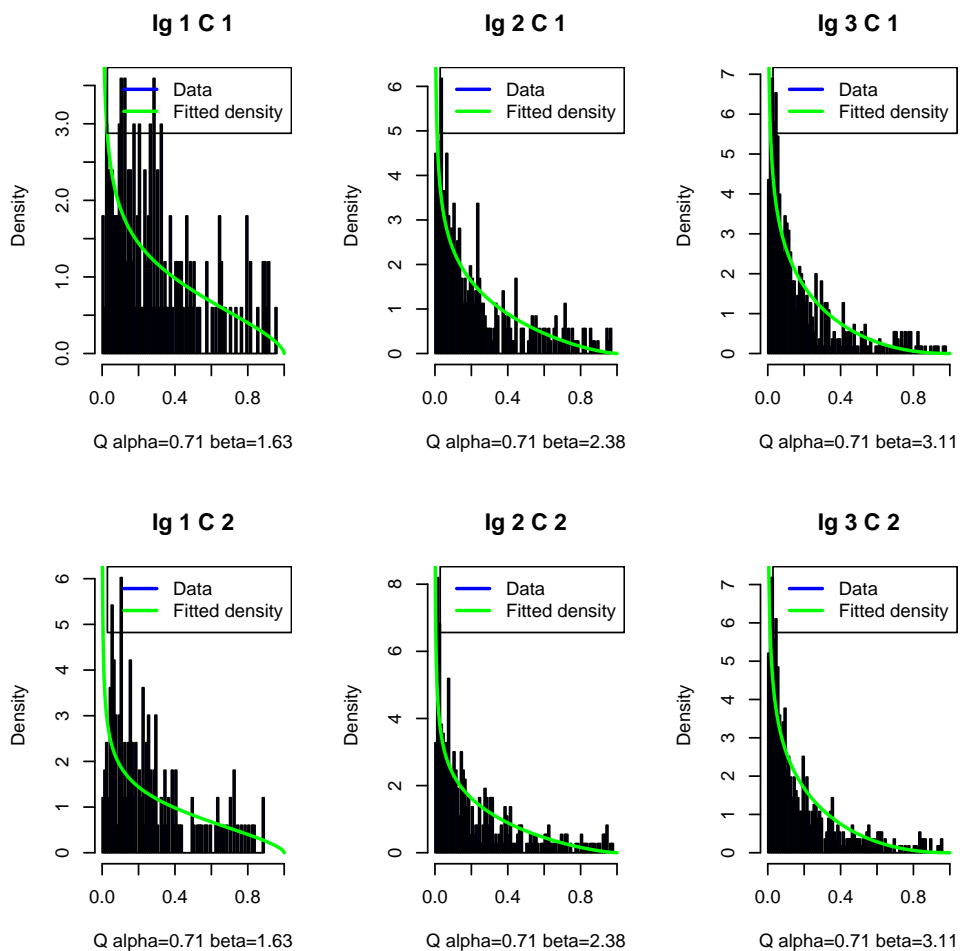 Ig 1 C 1
Density
0.0
1.0
2.0
3.0
Data
Fitted density
0.0
0.4
0.8
Q alpha=0.71 beta=1.63
Ig 2 C 1
Density
0
1
2
3
4
5
6
Data
Fitted density
0.0
0.4
0.8
Q alpha=0.71 beta=2.38
Ig 3 C 1
Density
0
1
2
3
4
5
6
7
Data
Fitted density
0.0
0.4
0.8
Q alpha=0.71 beta=3.11
Ig 1 C 2
Density
0
1
2
3
4
5
6
Data
Fitted density
0.0
0.4
0.8
Q alpha=0.71 beta=1.63
Ig 2 C 2
Density
0
2
4
6
8
Data
Fitted density
0.0
0.4
0.8
Q alpha=0.71 beta=2.38
Ig 3 C 2
Density
0
1
2
3
4
5
6
7
Data
Fitted density
0.0
0.4
0.8
Q alpha=0.71 beta=3.11